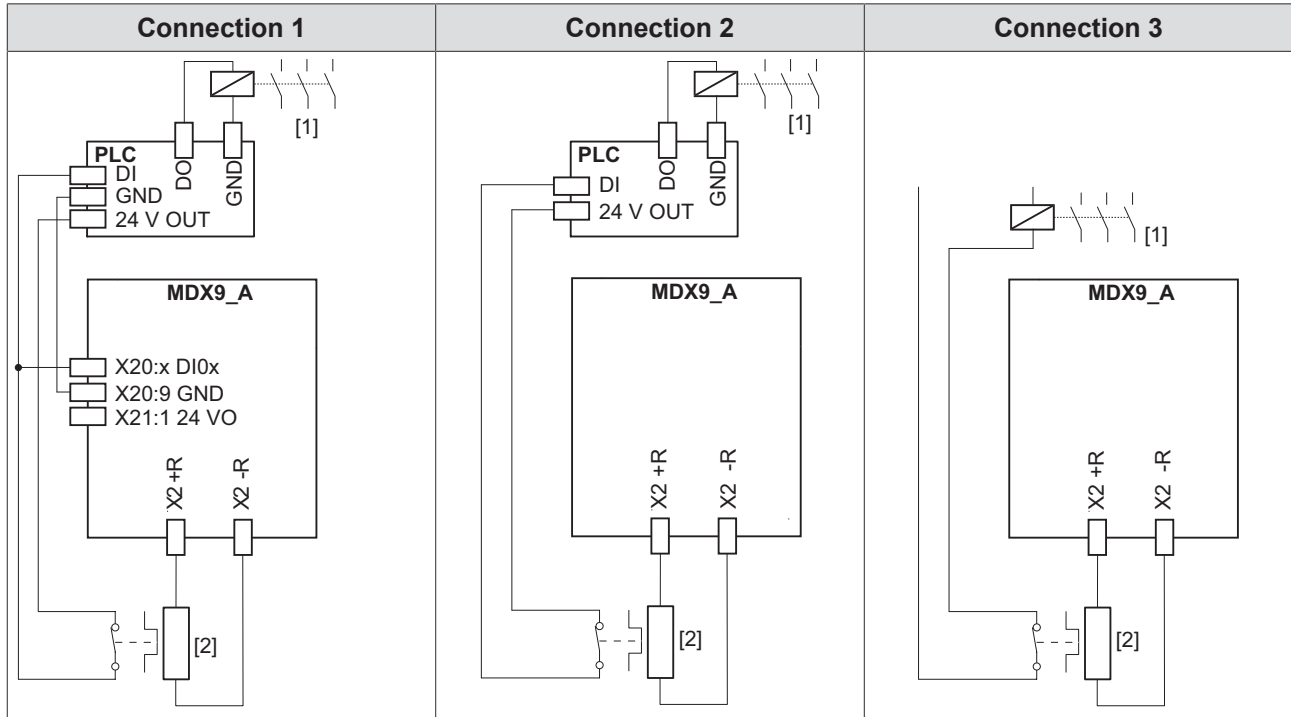 Connection 1
Connection 2
Connection 3
[1]
PLC
DO
GND
DI
GND
24 V OUT
MDX9_A
X20:x DI0x
X20:9 GND
X21:1 24 VO
X2 +R
X2 -R
[2]
[1]
PLC
DO
GND
DI
24 V OUT
MDX9_A
X2 +R
X2 -R
[2]
[1]
MDX9_A
X2 +R
X2 -R
[2]